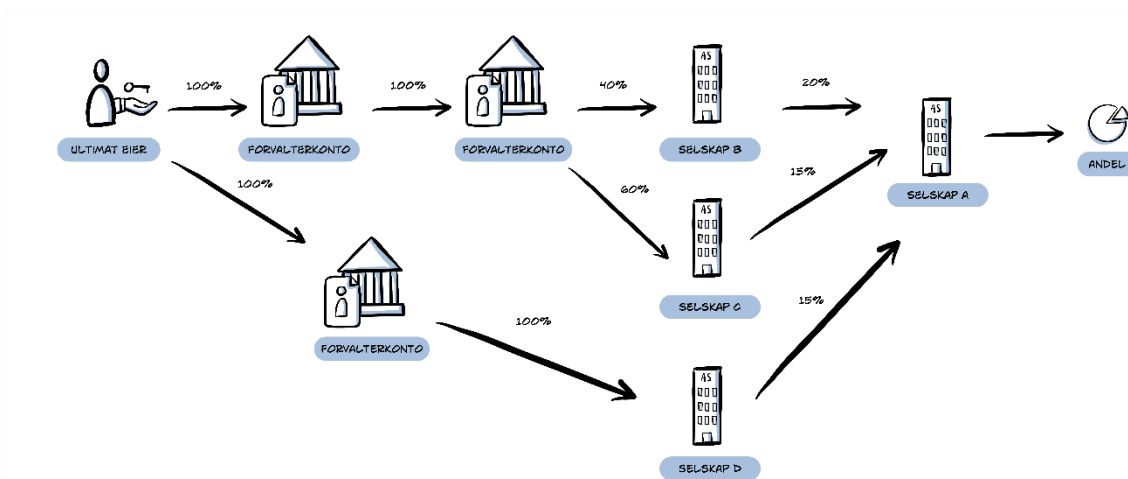 100%
100%
40%
20%
AS
AS
ULTIMAT EIER
FORVALTERKONTO
FORVALTERKONTO
SELSKAP B
ANDEL
100%
60%
15%
SELSKAP A
AS
SELSKAP C
15%
100%
FORVALTERKONTO
AS
SELSKAP D